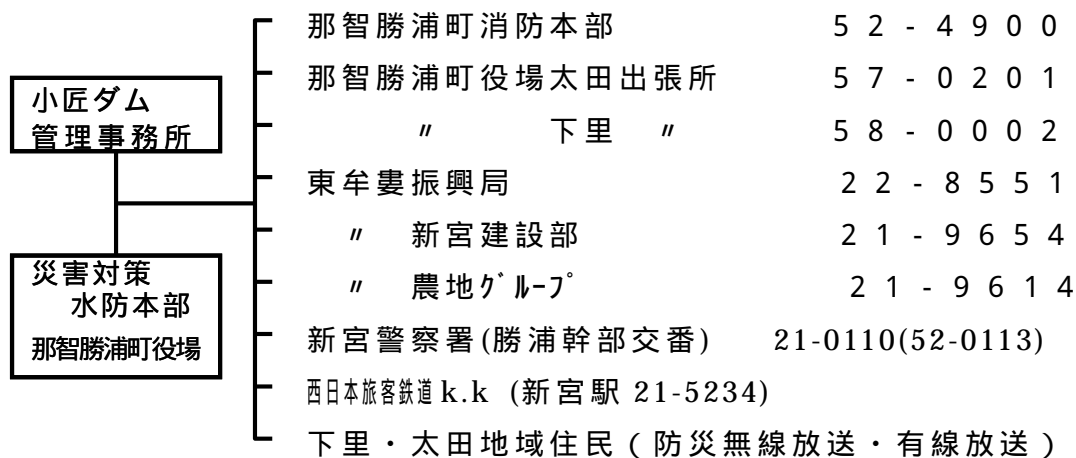 小匠ダム
管理事務所
災害対策
水防本部
那智勝浦町役場
那智勝浦町消防本部 52-4900
那智勝浦町役場太田出張所 57-0201
〃 下里 〃 58-0002
東牟婁振興局 22-8551
〃 新宮建設部 21-9654
〃 農地グループ 21-9614
新宮警察署(勝浦幹部交番) 21-0110(52-0113)
西日本旅客鉄道k.k (新宮駅 21-5234)
下里・太田地域住民(防災無線放送・有線放送)